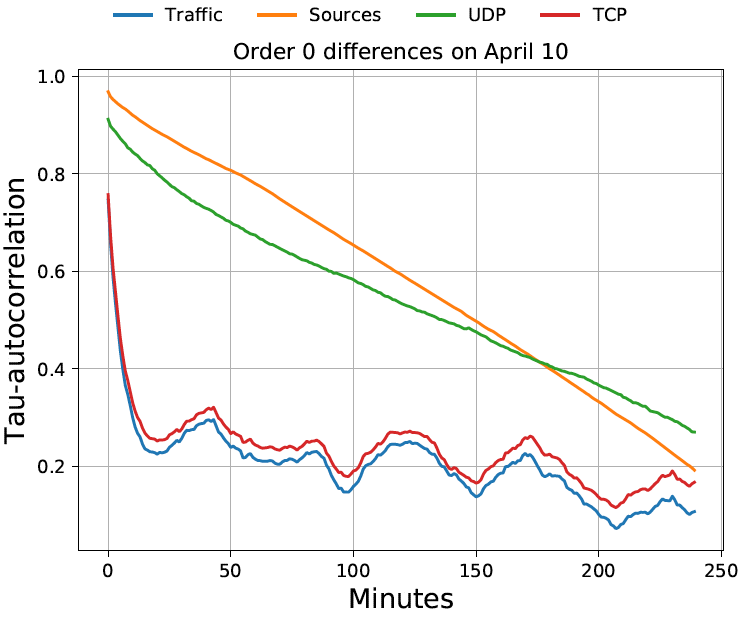 Traffic Sources UDP TCP
Order 0 differences on April 10
Tau-autocorrelation
1.0
0.8
0.6
0.4
0.2
0 50 100 150 200 250
Minutes